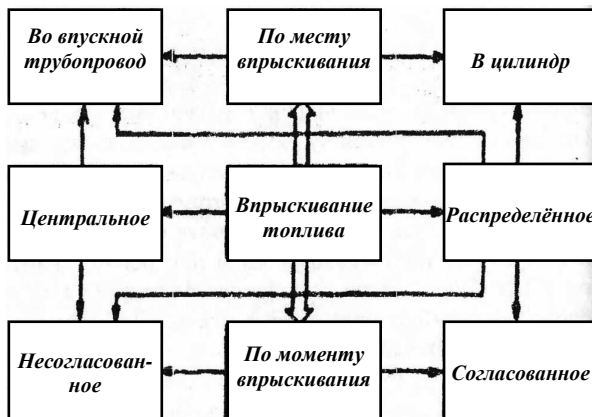 Во впускной
трубопровод
По месту
впрыскивания
В цилиндр
Центральное
Впрыскивание
топлива
Распределённое
Несогласован-
ное
По моменту
впрыскивания
Согласованное